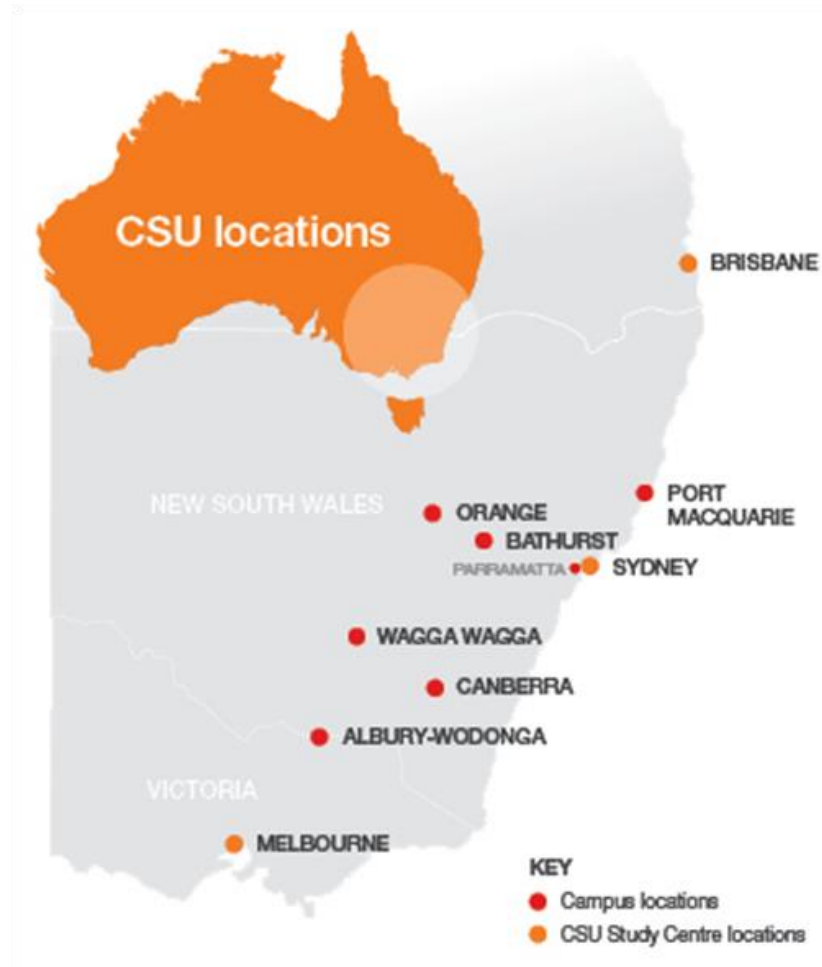 CSU locations
BRISBANE
NEW SOUTH WALES
ORANGE
PORT
MACQUARIE
BATHURST
PARRAMATTA
SYDNEY
WAGGA WAGGA
CANBERRA
ALBURY-WODONGA
VICTORIA
MELBOURNE
KEY
Campus locations
CSU Study Centre locations